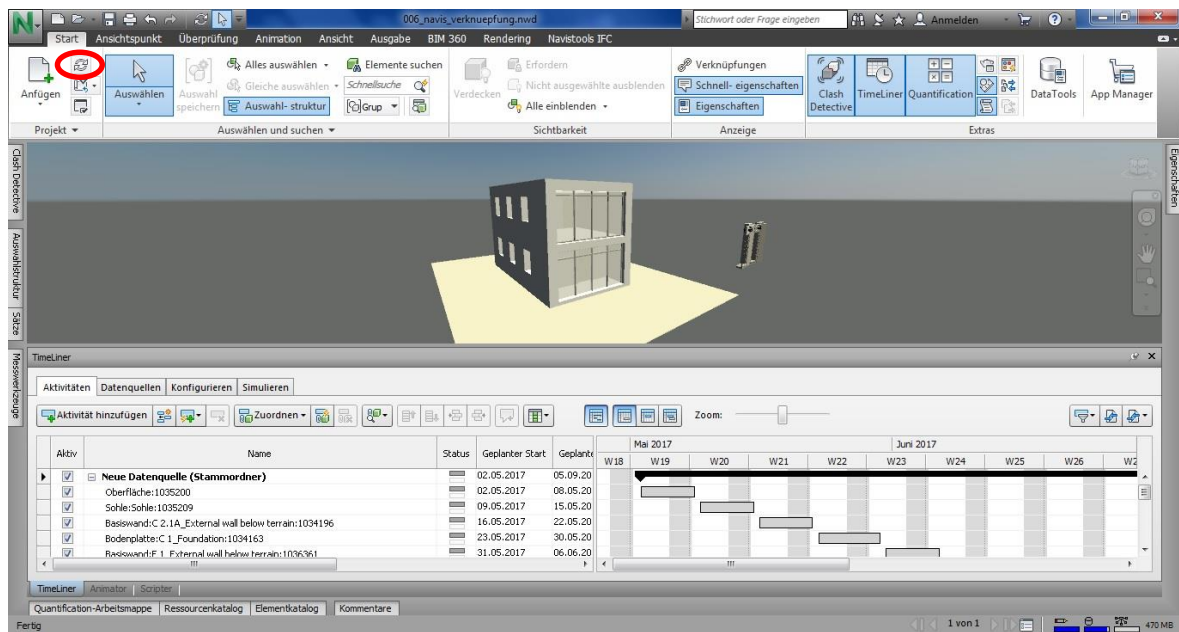 006_navis_verknuepfung.nwd
Stichwort oder Frage eingeben
Anmelden
Start Ansichtspunkt Überprüfung Animation Ansicht Ausgabe BIM 360 Rendering Navistools IFC
Anfügen
Auswählen
Auswahl speichern
Alles auswählen
Gleiche auswählen
Auswahl- struktur
Elemente suchen
Schnellsuche
Grup
Verdecken
Erfordern
Nicht ausgewählte ausblenden
Alle einblenden
Verknüpfungen
Schnell- eigenschaften
Eigenschaften
Clash Detective
TimeLiner
Quantification
DataTools
App Manager
Projekt Auswählen und suchen Sichtbarkeit Anzeige Extras
Clash Detective
Auswahlstruktur
Sätze
Messwerkzeuge
Eigenschaften
TimeLiner
Aktivitäten Datenquellen Konfigurieren Simulieren
Aktivität hinzufügen Zuordnen Zoom:
Mai 2017 Juni 2017
Aktiv Name Status Geplanter Start Geplante W18 W19 W20 W21 W22 W23 W24 W25 W26 W2
Neue Datenquelle (Stammordner) 02.05.2017 05.09.20
Oberfläche:1035200 02.05.2017 08.05.20
Sohle:Sohle:1035209 09.05.2017 15.05.20
Basiswand:C 2.1A_External wall below terrain:1034196 16.05.2017 22.05.20
Bodenplatte:C 1_Foundation:1034163 23.05.2017 30.05.20
Basiswand:F 1_External wall below terrain:1036361 31.05.2017 06.06.20
TimeLiner Animator Scripter
Quantification-Arbeitsmappe Ressourcenkatalog Elementkatalog Kommentare
Fertig 1 von 1 470 MB